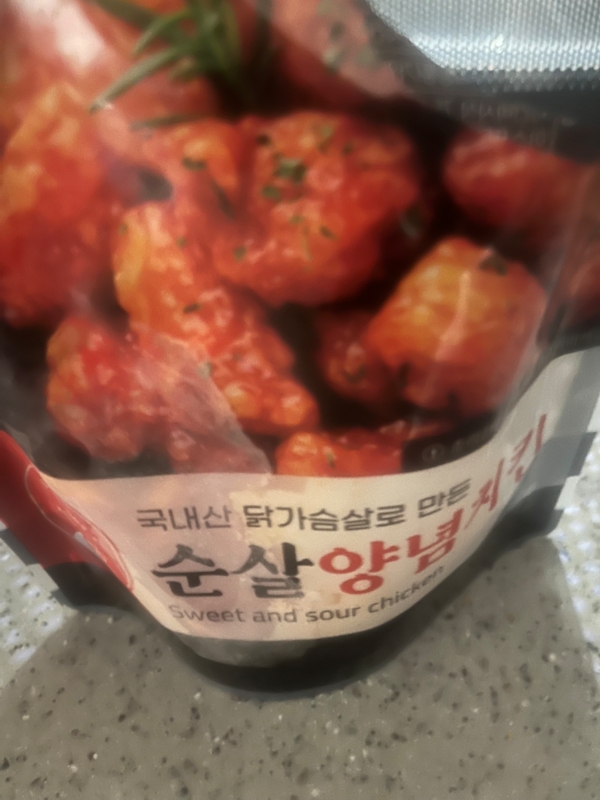 국내산 닭가슴살로 만든
순살양념치킨
Sweet and sour chicken